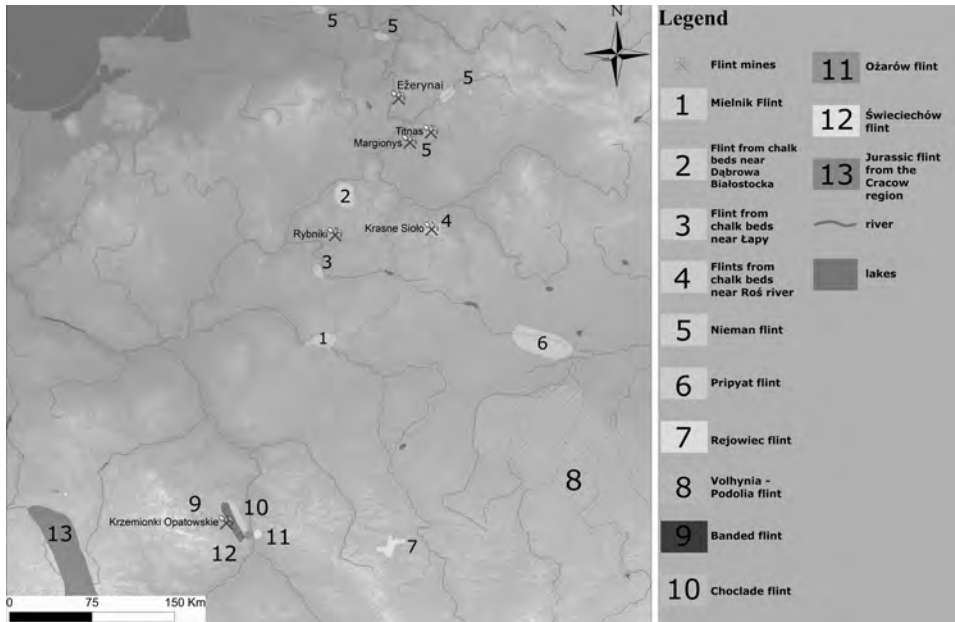 N
5
5
5
Ežerynai
Titnas
Margionys
5
2
4
Krasne Sioło
Rybniki
3
1
6
8
9
10
Krzemionki Opatowskie
13
11
12
7
0 75 150 Km
Legend
Flint mines
1 Mielnik Flint
2 Flint from chalk
beds near
Dąbrowa
Białostocka
3 Flint from
chalk beds
near Łapy
4 Flints from
chalk beds
near Roś river
5 Nieman flint
6 Pripyat flint
7 Rejowiec flint
8 Volhynia -
Podolia flint
9 Banded flint
10 Choclade flint
11 Ożarów flint
12 Świeciechów
flint
13 Jurassic flint
from the
Cracow
region
river
lakes